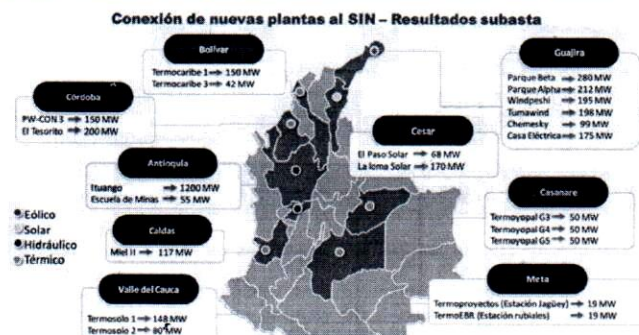 Conexión de nuevas plantas al SIN – Resultados subasta
Bolívar
Termocaribe 1 → 150 MW
Termocaribe 3 → 42 MW
Guajira
Parque Beta → 280 MW
Parque Alpha → 212 MW
Windpeshi → 195 MW
Tumawind → 198 MW
Chemesky → 99 MW
Casa Eléctrica → 175 MW
Córdoba
PW-CON 3 → 150 MW
El Tesorito → 200 MW
Cesar
El Paso Solar → 68 MW
La loma Solar → 170 MW
Antioquia
Ituango → 1200 MW
Escuela de Minas → 55 MW
Casanare
Termoyopal G3 → 50 MW
Termoyopal G4 → 50 MW
Termoyopal G5 → 50 MW
Eólico
Solar
Hidráulico
Térmico
Caldas
Miel II → 117 MW
Meta
Termoproyectos (Estación Jagüey) → 19 MW
TermoEBR (Estación rubiales) → 19 MW
Valle del Cauca
Termosolo 1 → 148 MW
Termosolo 2 → 80 MW